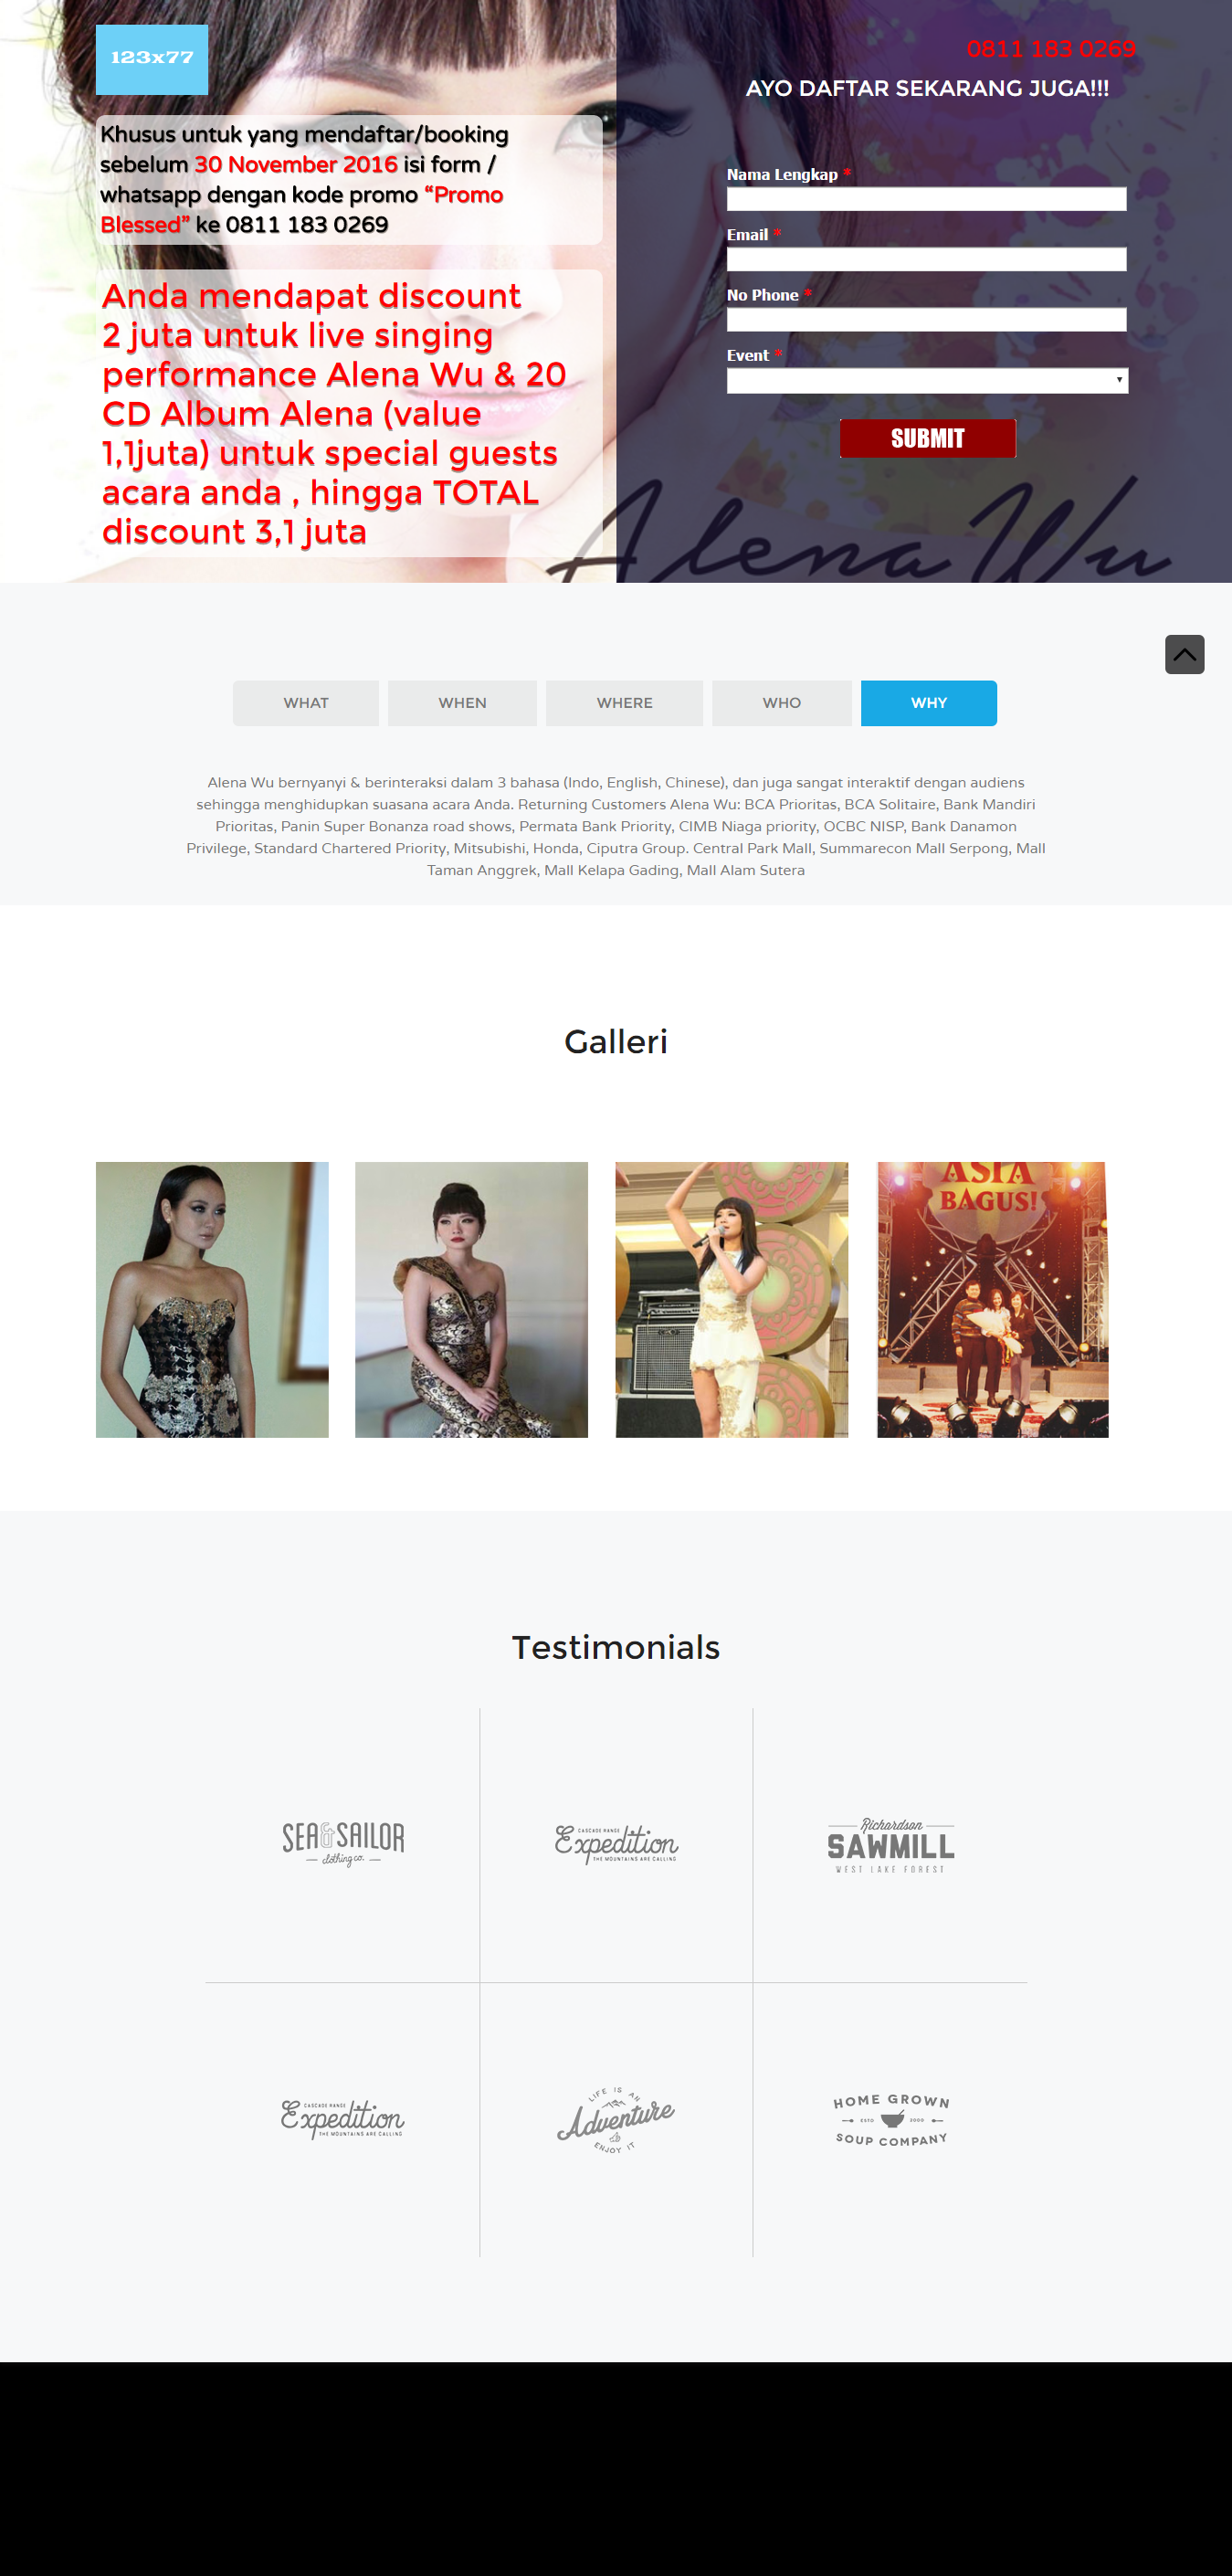 123x77
0811 183 0269
AYO DAFTAR SEKARANG JUGA!!!
Khusus untuk yang mendaftar/booking
sebelum 30 November 2016 isi form /
whatsapp dengan kode promo “Promo
Blessed” ke 0811 183 0269
Anda mendapat discount
2 juta untuk live singing
performance Alena Wu & 20
CD Album Alena (value
1,1juta) untuk special guests
acara anda , hingga TOTAL
discount 3,1 juta
Nama Lengkap *
Email *
No Phone *
Event *
SUBMIT
Alena Wu
WHAT
WHEN
WHERE
WHO
WHY
Alena Wu bernyanyi & berinteraksi dalam 3 bahasa (Indo, English, Chinese), dan juga sangat interaktif dengan audiens
sehingga menghidupkan suasana acara Anda. Returning Customers Alena Wu: BCA Prioritas, BCA Solitaire, Bank Mandiri
Prioritas, Panin Super Bonanza road shows, Permata Bank Priority, CIMB Niaga priority, OCBC NISP, Bank Danamon
Privilege, Standard Chartered Priority, Mitsubishi, Honda, Ciputra Group. Central Park Mall, Summarecon Mall Serpong, Mall
Taman Anggrek, Mall Kelapa Gading, Mall Alam Sutera
Galleri
ASIA
BAGUS!
Testimonials
SEA & SAILOR
clothing co.
CASCADE RANGE
Expedition
THE MOUNTAINS ARE CALLING
Richardson
SAWMILL
WEST LAKE FOREST
CASCADE RANGE
Expedition
THE MOUNTAINS ARE CALLING
LIFE IS AN
Adventure
ENJOY IT
HOME GROWN
ESTD 2000
SOUP COMPANY